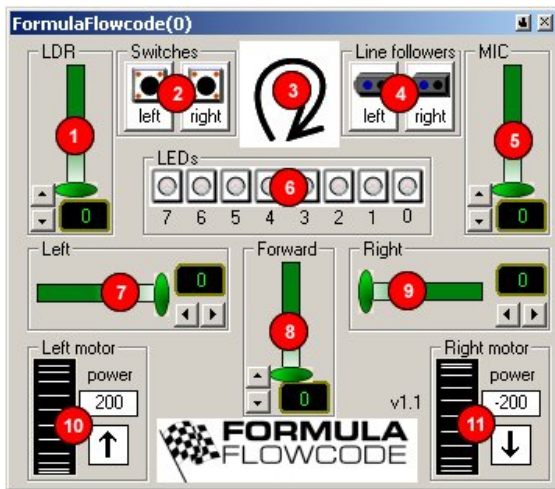 FormulaFlowcode(0)
LDR
Switches
Line followers
MIC
1
2
3
4
5
left
right
left
right
LEDs
6
7 6 5 4 3 2 1 0
0
0
Left
Forward
Right
7
0
8
9
0
0
Left motor
Right motor
power
200
10
v1.1
power
-200
11
FORMULA
FLOWCODE